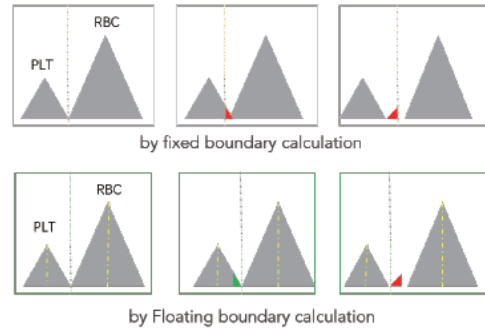 RBC
PLT
by fixed boundary calculation
RBC
PLT
by Floating boundary calculation